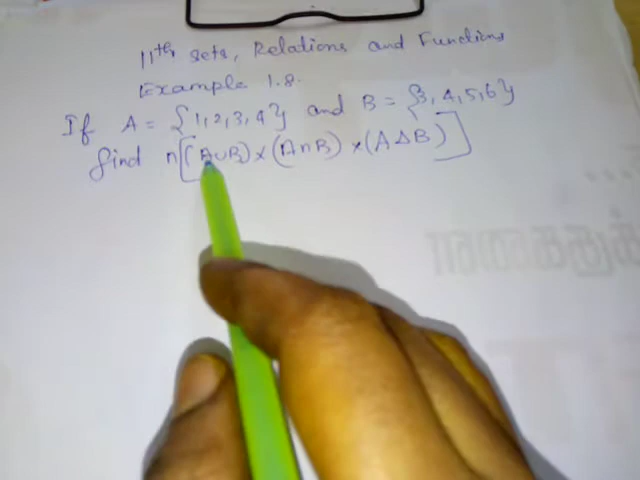 11th sets, Relations and Functions
Example 1.8.
If A = {1,2,3,4} and B = {3,4,5,6}
find n[(A∪B)×(A∩B)×(AΔB)]